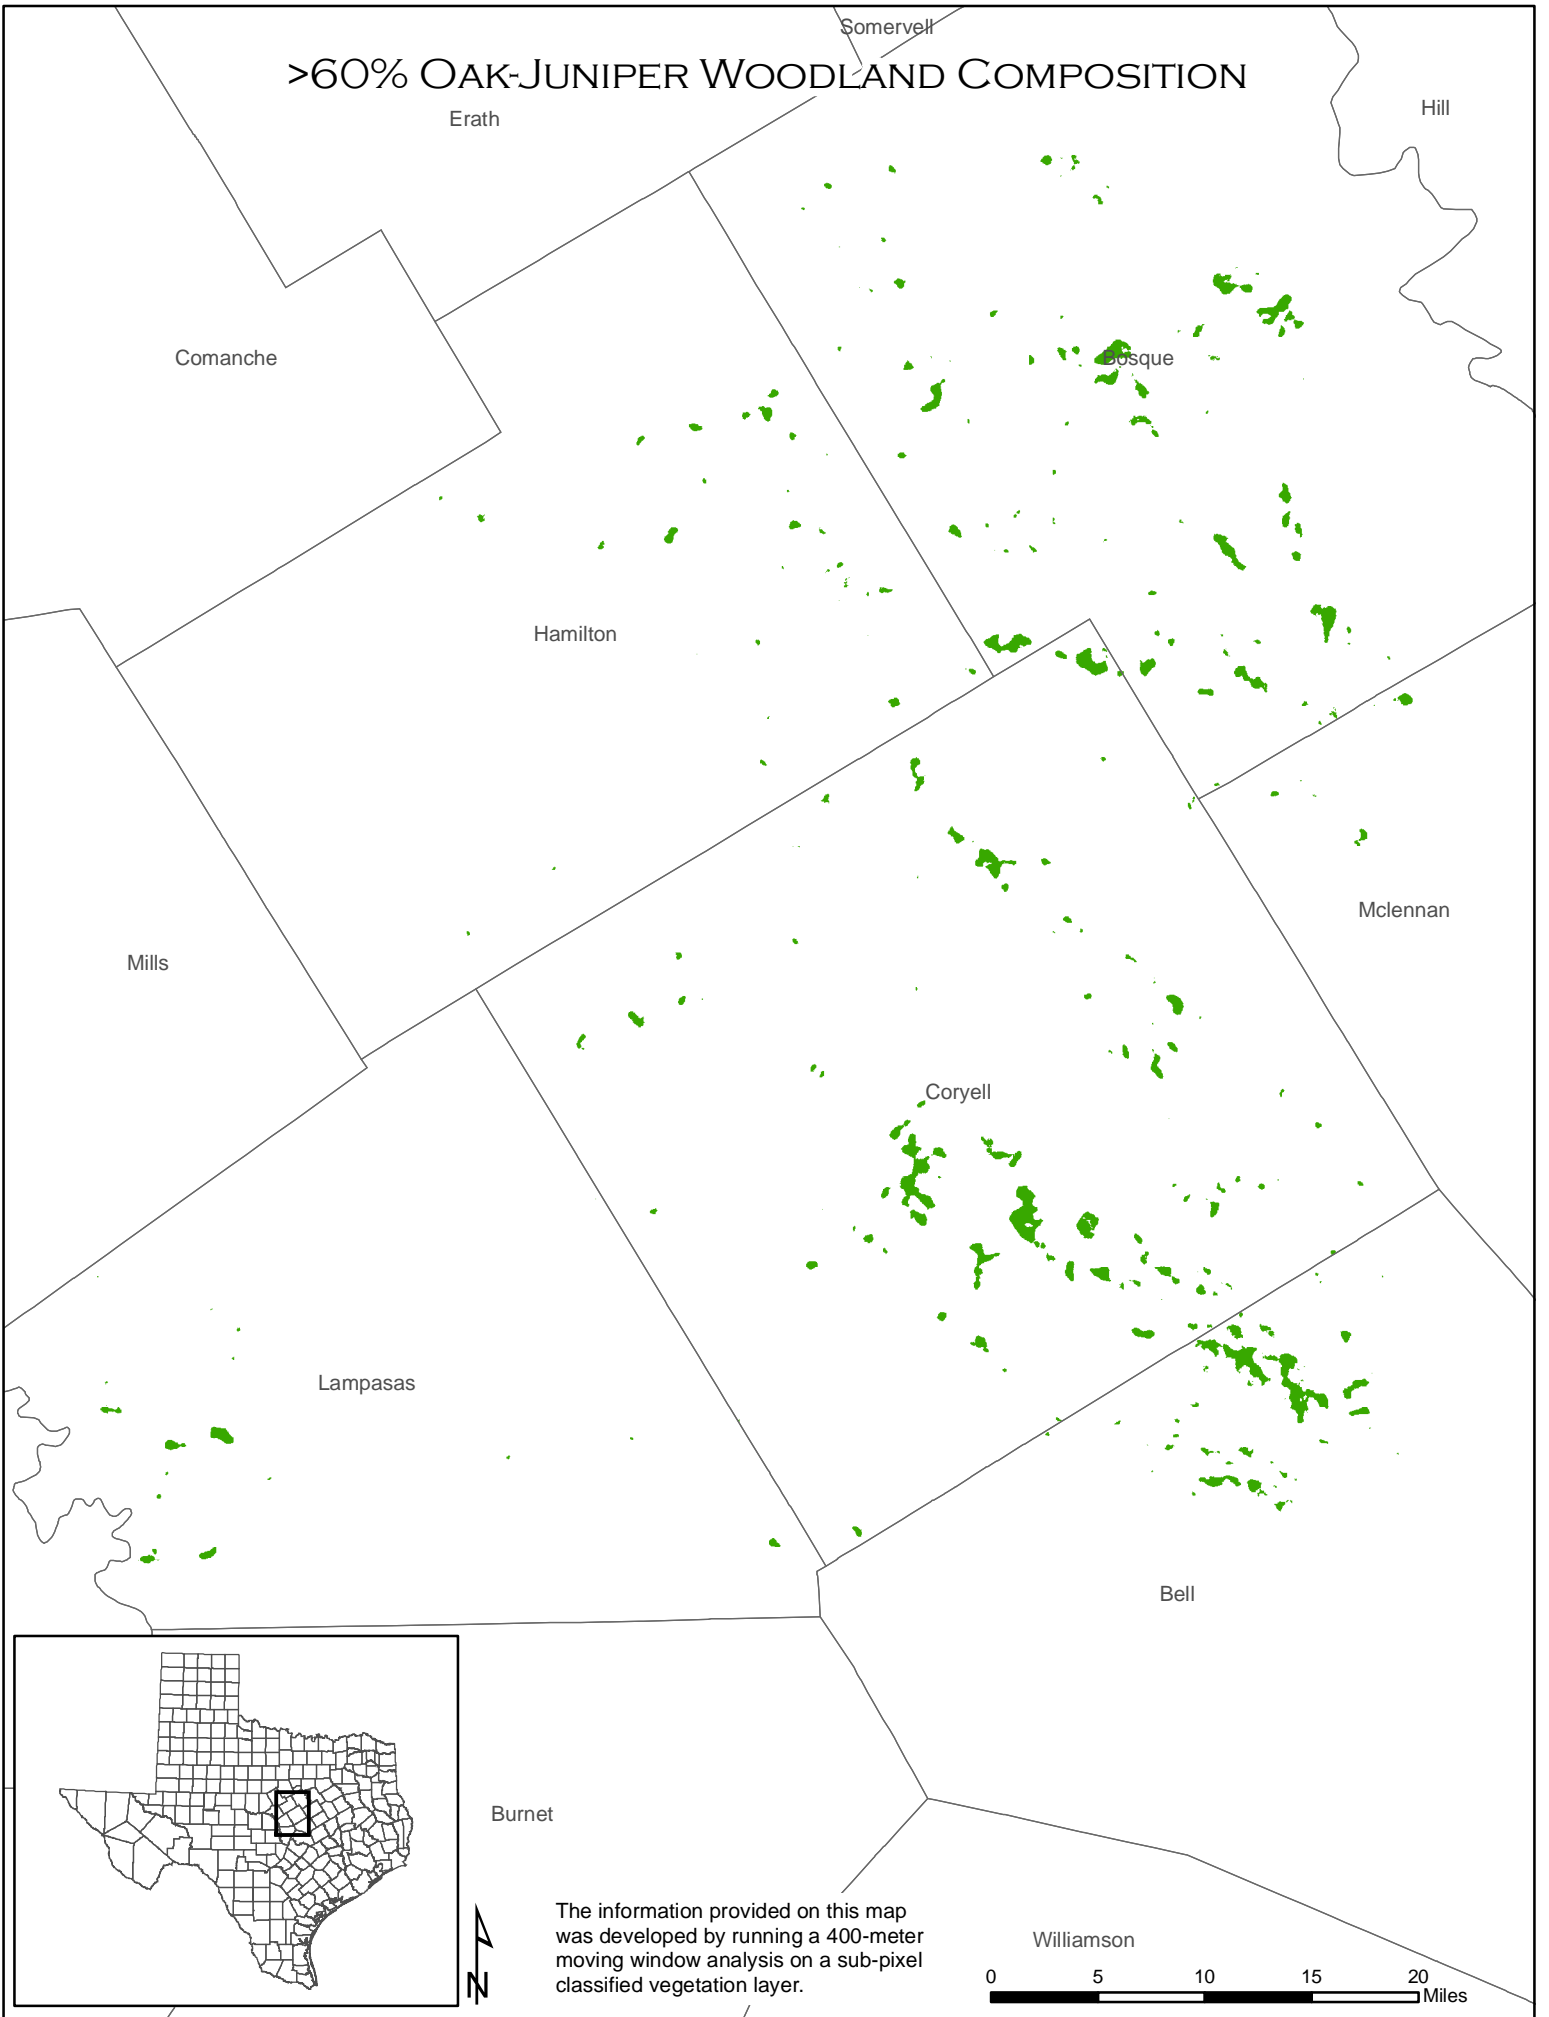 Somervell
>60% OAK-JUNIPER WOODLAND COMPOSITION
Hill
Erath
Comanche
Bosque
Hamilton
Mclennan
Mills
Coryell
Lampasas
Bell
Burnet
The information provided on this map
was developed by running a 400-meter
moving window analysis on a sub-pixel
classified vegetation layer.
Williamson
N
0 5 10 15 20
Miles